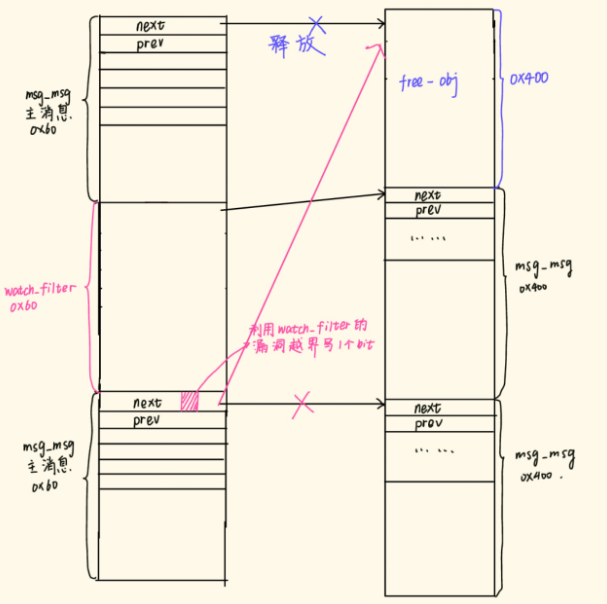 next
prev
msg_msg
主消息
0x60
释放
free-obj
0X400
next
prev
... ...
msg_msg
0x400
watch_filter
0X60
利用watch_filter的
漏洞越界写1个bit
next
prev
msg_msg
主消息
0x60
next
prev
... ...
msg_msg
0x400.